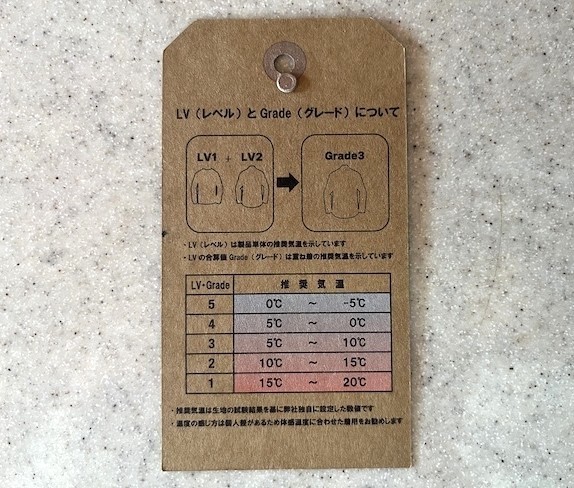 LV（レベル）とGrade（グレード）について
LV1 + LV2 Grade3
・LV（レベル）は製品単体の推奨気温を示しています
・LVの合算値Grade（グレード）は重ね着の推奨気温を示しています
LV・Grade 推奨気温
5 0℃ ～ -5℃
4 5℃ ～ 0℃
3 5℃ ～ 10℃
2 10℃ ～ 15℃
1 15℃ ～ 20℃
・推奨気温は生地の試験結果を基に弊社独自に設定した数値です
・温度の感じ方は個人差があるため体感温度に合わせた着用をお勧めします